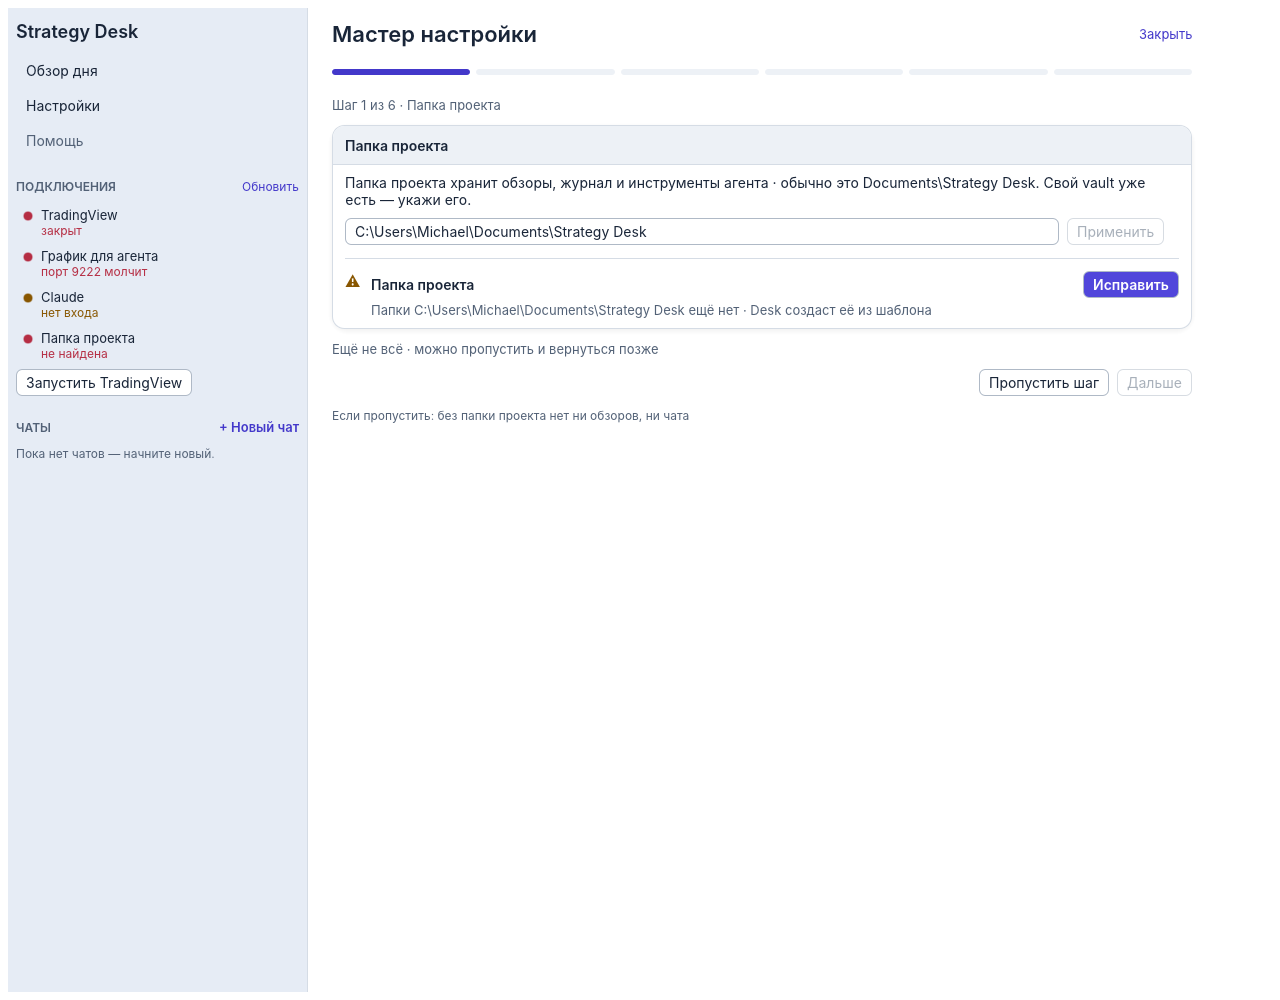 Strategy Desk
Обзор дня
Настройки
Помощь
ПОДКЛЮЧЕНИЯ
Обновить
TradingView
закрыт
График для агента
порт 9222 молчит
Claude
нет входа
Папка проекта
не найдена
Запустить TradingView
ЧАТЫ
+ Новый чат
Пока нет чатов — начните новый.
Мастер настройки
Закрыть
Шаг 1 из 6 · Папка проекта
Папка проекта
Папка проекта хранит обзоры, журнал и инструменты агента · обычно это Documents\Strategy Desk. Свой vault уже
есть — укажи его.
C:\Users\Michael\Documents\Strategy Desk
Применить
Папка проекта
Исправить
Папки C:\Users\Michael\Documents\Strategy Desk ещё нет · Desk создаст её из шаблона
Ещё не всё · можно пропустить и вернуться позже
Пропустить шаг
Дальше
Если пропустить: без папки проекта нет ни обзоров, ни чата